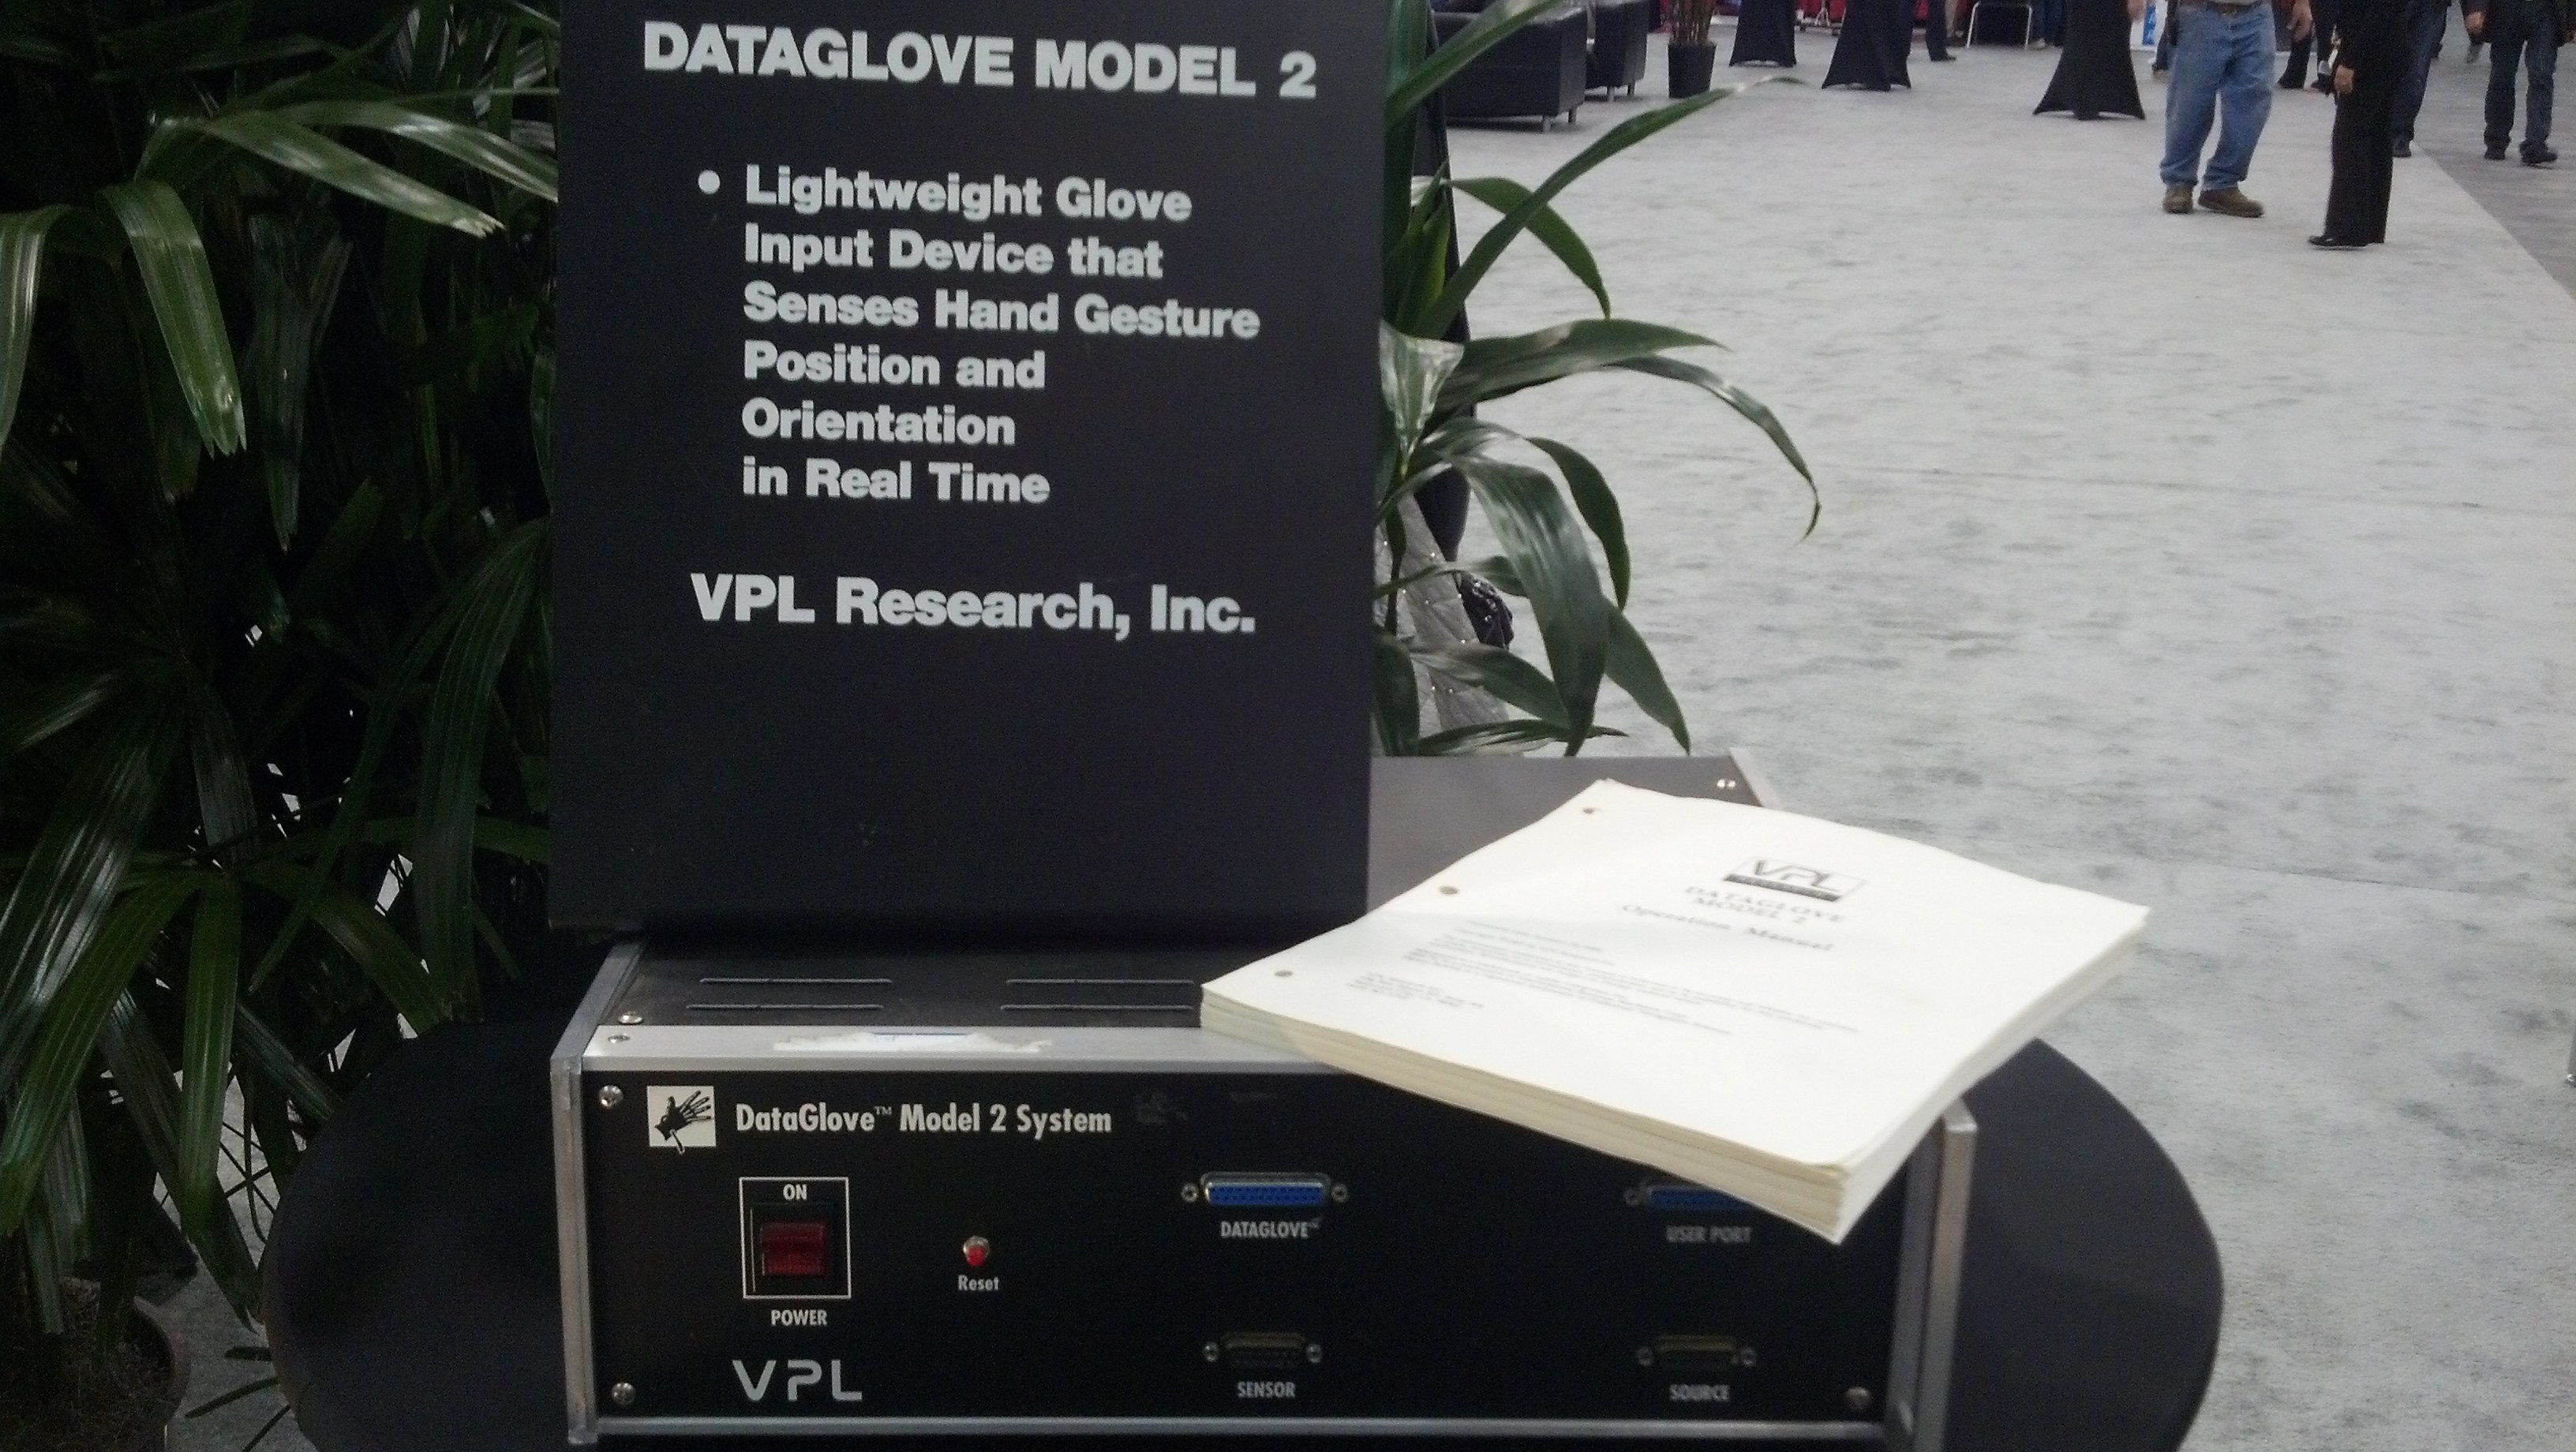 DATAGLOVE MODEL 2
• Lightweight Glove
Input Device that
Senses Hand Gesture
Position and
Orientation
in Real Time
VPL Research, Inc.
VPL
DATAGLOVE
MODEL 2
Operation Manual
DataGlove™ Model 2 System
ON
POWER
Reset
DATAGLOVE™
USER PORT
SENSOR
SOURCE
VPL